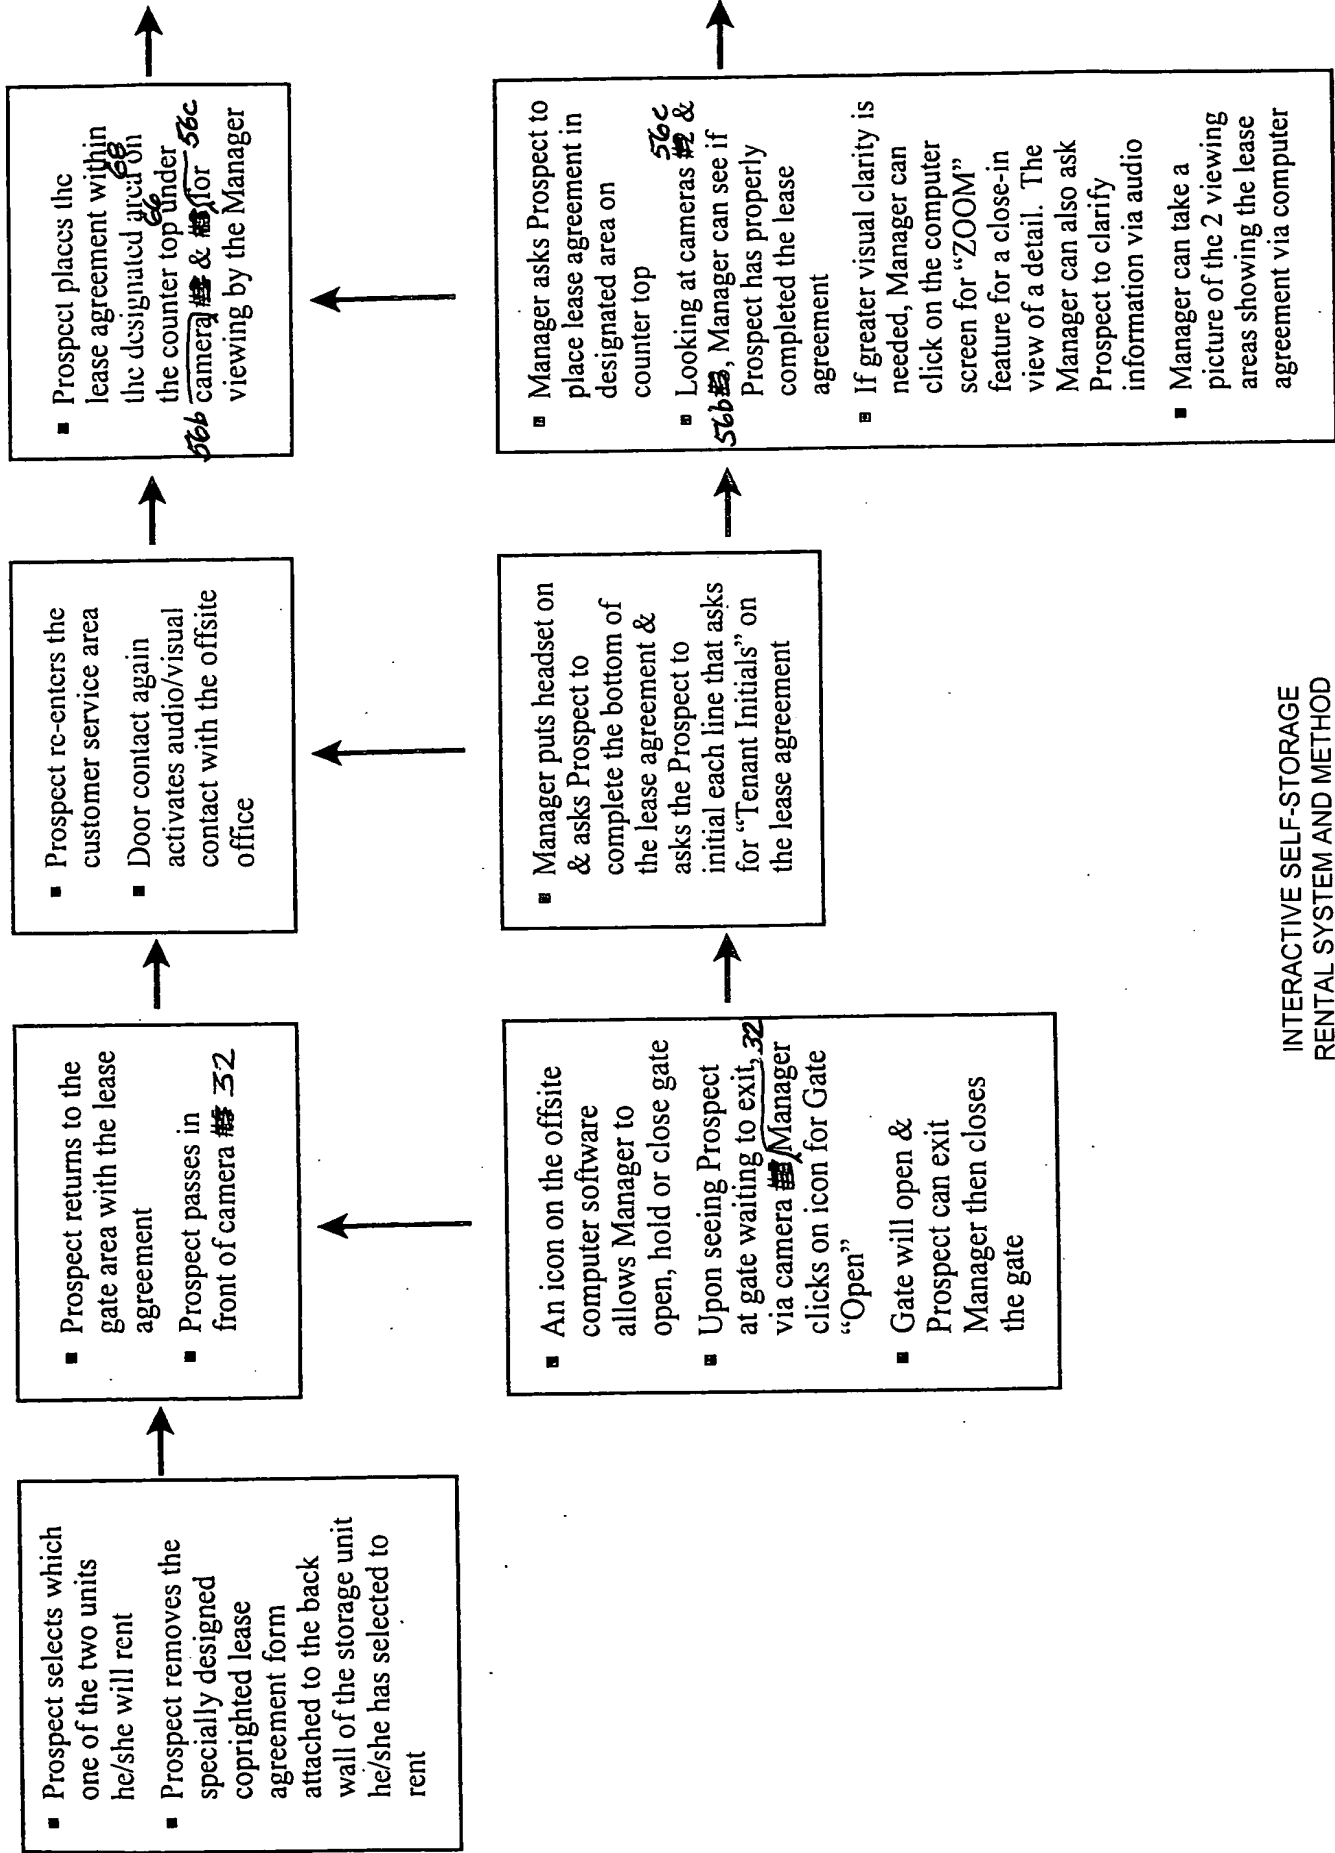 ▪ Prospect selects which
one of the two units
he/she will rent
▪ Prospect removes the
specially designed
coprighted lease
agreement form
attached to the back
wall of the storage unit
he/she has selected to
rent
▪ Prospect returns to the
gate area with the lease
agreement
▪ Prospect passes in
front of camera 32
▪ Prospect re-enters the
customer service area
▪ Door contact again
activates audio/visual
contact with the offsite
office
▪ Prospect places the
lease agreement within
the designated area on 68
the counter top under 66
56b camera & for 56c
viewing by the Manager
▪ An icon on the offsite
computer software
allows Manager to
open, hold or close gate
▪ Upon seeing Prospect
at gate waiting to exit, 32
via camera Manager
clicks on icon for Gate
“Open”
▪ Gate will open &
Prospect can exit
Manager then closes
the gate
▪ Manager puts headset on
& asks Prospect to
complete the bottom of
the lease agreement &
asks the Prospect to
initial each line that asks
for “Tenant Initials” on
the lease agreement
▪ Manager asks Prospect to
place lease agreement in
designated area on
counter top
▪ Looking at cameras #2 56c &
56b, Manager can see if
Prospect has properly
completed the lease
agreement
▪ If greater visual clarity is
needed, Manager can
click on the computer
screen for “ZOOM”
feature for a close-in
view of a detail. The
Manager can also ask
Prospect to clarify
information via audio
▪ Manager can take a
picture of the 2 viewing
areas showing the lease
agreement via computer
INTERACTIVE SELF-STORAGE
RENTAL SYSTEM AND METHOD